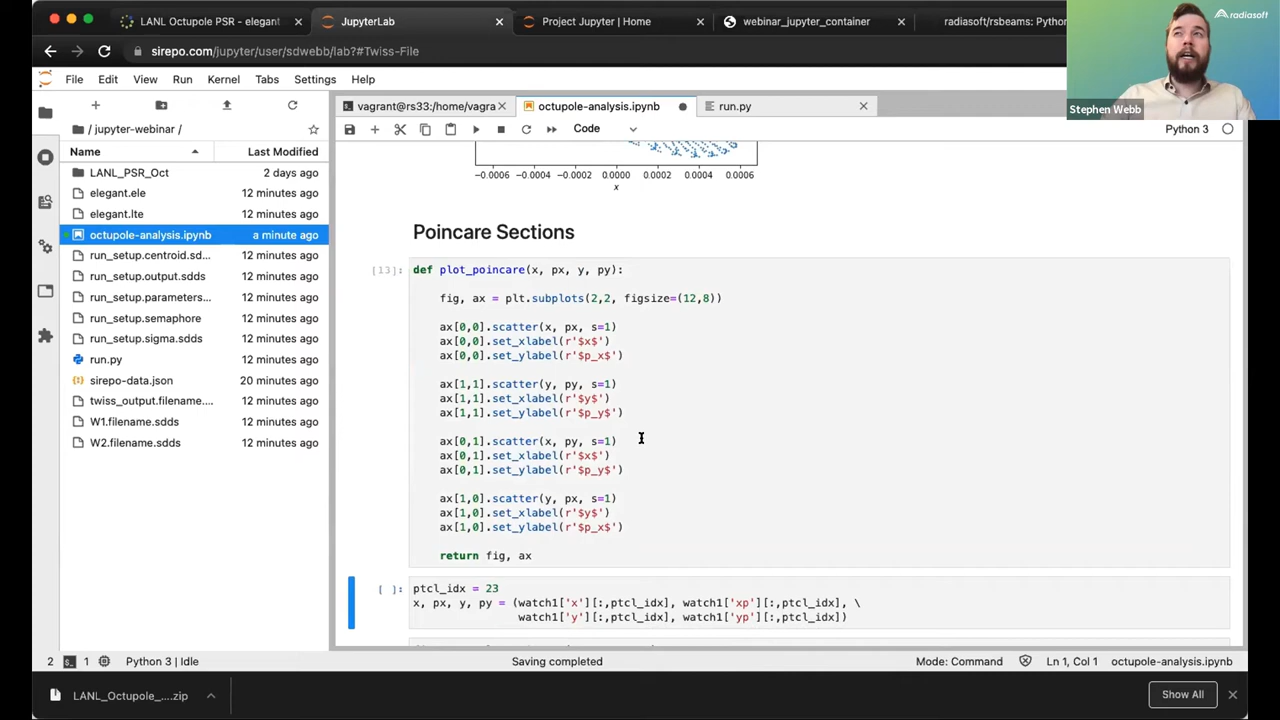 LANL Octupole PSR - elegant
JupyterLab
Project Jupyter | Home
webinar_jupyter_container
radiasoft/rsbeams: Python
radiasoft
Stephen Webb
sirepo.com/jupyter/user/sdwebb/lab?#Twiss-File
File Edit View Run Kernel Tabs Settings Help
vagrant@rs33:/home/vagra
octupole-analysis.ipynb
run.py
/ jupyter-webinar /
Code
Python 3
Name Last Modified
LANL_PSR_Oct 2 days ago
elegant.ele 12 minutes ago
elegant.lte 12 minutes ago
octupole-analysis.ipynb a minute ago
run_setup.centroid.sd... 12 minutes ago
run_setup.output.sdds 12 minutes ago
run_setup.parameters... 12 minutes ago
run_setup.semaphore 12 minutes ago
run_setup.sigma.sdds 12 minutes ago
run.py 12 minutes ago
sirepo-data.json 20 minutes ago
twiss_output.filename.... 12 minutes ago
W1.filename.sdds 12 minutes ago
W2.filename.sdds 12 minutes ago
−0.0006 −0.0004 −0.0002 0.0000 0.0002 0.0004 0.0006
x
Poincare Sections
[13]: def plot_poincare(x, px, y, py):
fig, ax = plt.subplots(2,2, figsize=(12,8))
ax[0,0].scatter(x, px, s=1)
ax[0,0].set_xlabel(r'$x$')
ax[0,0].set_ylabel(r'$p_x$')
ax[1,1].scatter(y, py, s=1)
ax[1,1].set_xlabel(r'$y$')
ax[1,1].set_ylabel(r'$p_y$')
ax[0,1].scatter(x, py, s=1)
ax[0,1].set_xlabel(r'$x$')
ax[0,1].set_ylabel(r'$p_y$')
ax[1,0].scatter(y, px, s=1)
ax[1,0].set_xlabel(r'$y$')
ax[1,0].set_ylabel(r'$p_x$')
return fig, ax
[ ]: ptcl_idx = 23
x, px, y, py = (watch1['x'][:,ptcl_idx], watch1['xp'][:,ptcl_idx], \
watch1['y'][:,ptcl_idx], watch1['yp'][:,ptcl_idx])
2 1 Python 3 | Idle
Saving completed
Mode: Command
Ln 1, Col 1
octupole-analysis.ipynb
LANL_Octupole_....zip
Show All